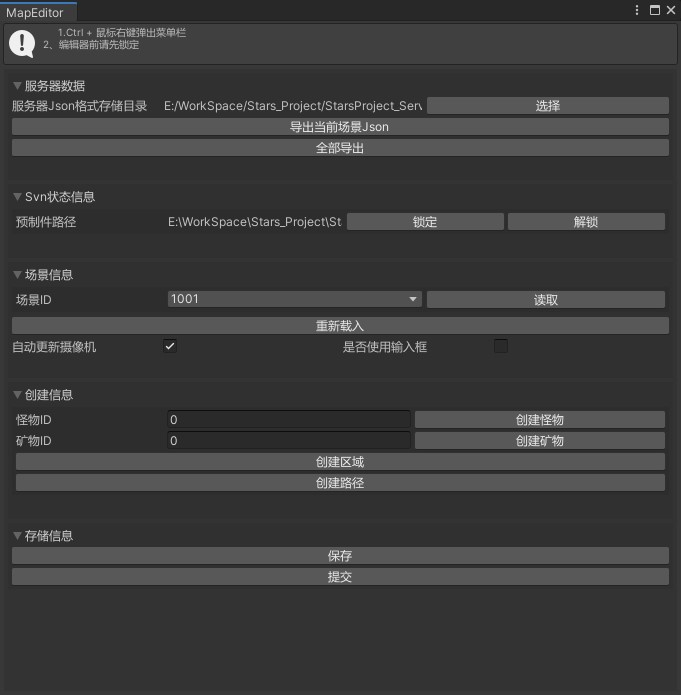 MapEditor
1.Ctrl + 鼠标右键弹出菜单栏
2、编辑器前请先锁定
服务器数据
服务器Json格式存储目录 E:/WorkSpace/Stars_Project/StarsProject_Serv 选择
导出当前场景Json
全部导出
Svn状态信息
预制件路径 E:\WorkSpace\Stars_Project\St 锁定 解锁
场景信息
场景ID 1001 读取
重新载入
自动更新摄像机 是否使用输入框
创建信息
怪物ID 0 创建怪物
矿物ID 0 创建矿物
创建区域
创建路径
存储信息
保存
提交